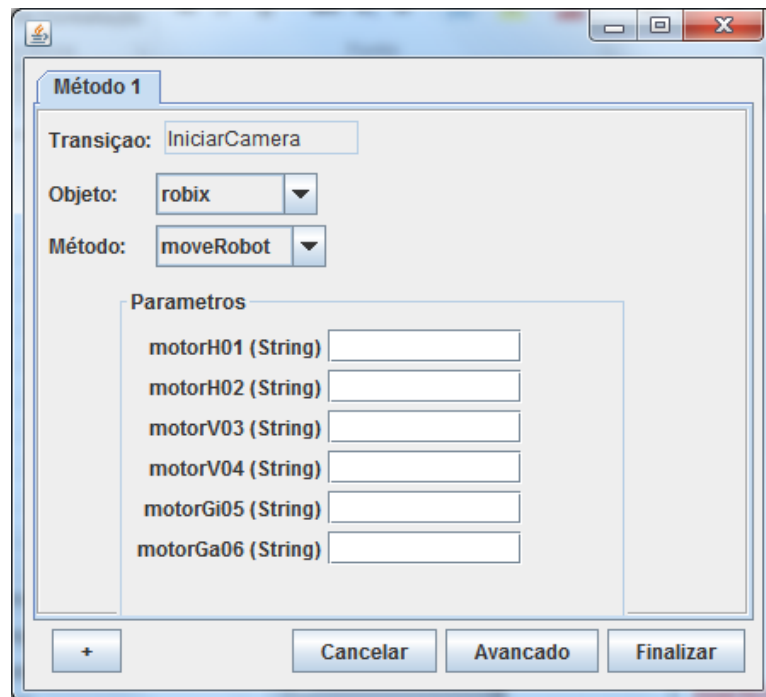 Método 1
Transiçao: IniciarCamera
Objeto: robix
Método: moveRobot
Parametros
motorH01 (String)
motorH02 (String)
motorV03 (String)
motorV04 (String)
motorGi05 (String)
motorGa06 (String)
+ Cancelar Avancado Finalizar